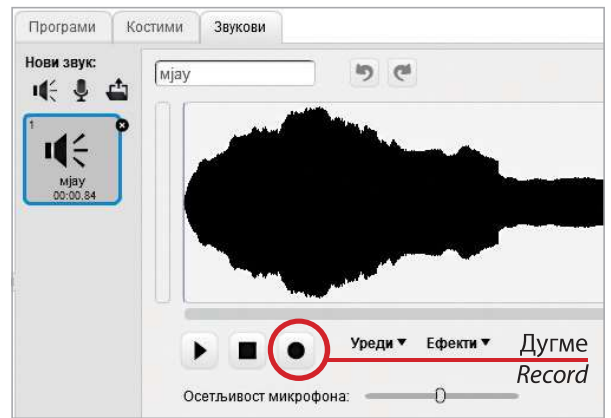 Програми Костими Звукови
Нови звук:
мјау
1
мјау
00:00.84
Уреди Ефекти
Дугме
Record
Осетљивост микрофона: